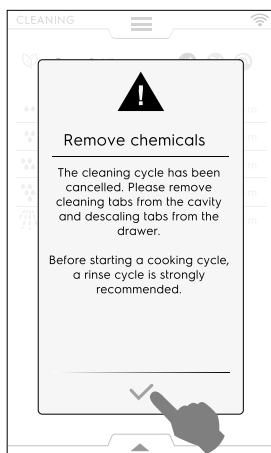 CLEANING
Remove chemicals
The cleaning cycle has been
cancelled. Please remove
cleaning tabs from the cavity
and descaling tabs from the
drawer.
Before starting a cooking cycle,
a rinse cycle is strongly
recommended.